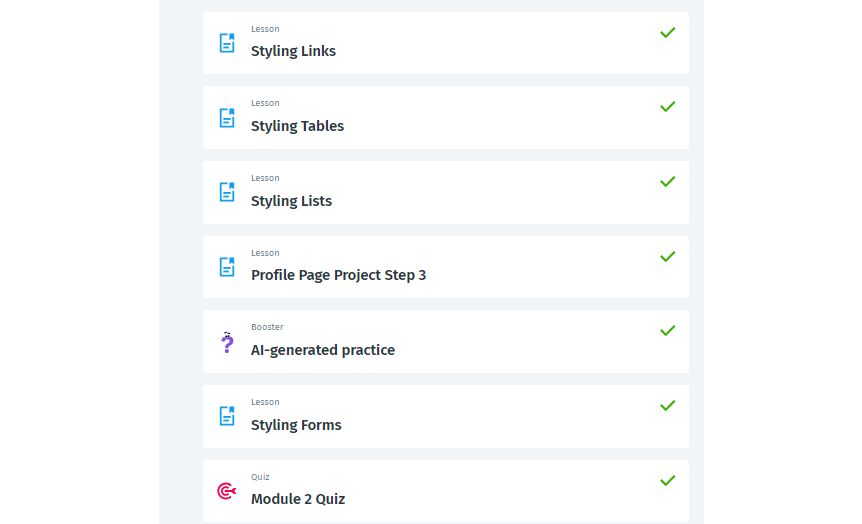 Lesson
Styling Links
Lesson
Styling Tables
Lesson
Styling Lists
Lesson
Profile Page Project Step 3
Booster
AI-generated practice
Lesson
Styling Forms
Quiz
Module 2 Quiz